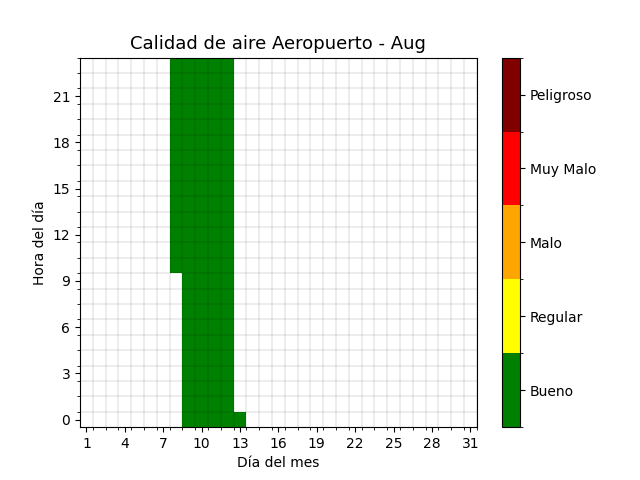 Calidad de aire Aeropuerto - Aug
21
18
15
12
9
6
3
0
Hora del día
1 4 7 10 13 16 19 22 25 28 31
Día del mes
Peligroso
Muy Malo
Malo
Regular
Bueno